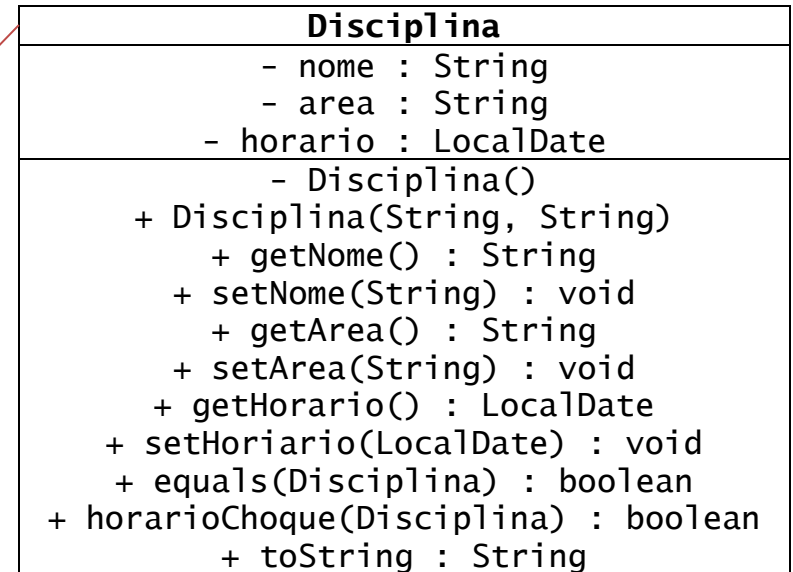 Disciplina
- nome : String
- area : String
- horario : LocalDate
- Disciplina()
+ Disciplina(String, String)
+ getNome() : String
+ setNome(String) : void
+ getArea() : String
+ setArea(String) : void
+ getHorario() : LocalDate
+ setHoriario(LocalDate) : void
+ equals(Disciplina) : boolean
+ horarioChoque(Disciplina) : boolean
+ toString : String